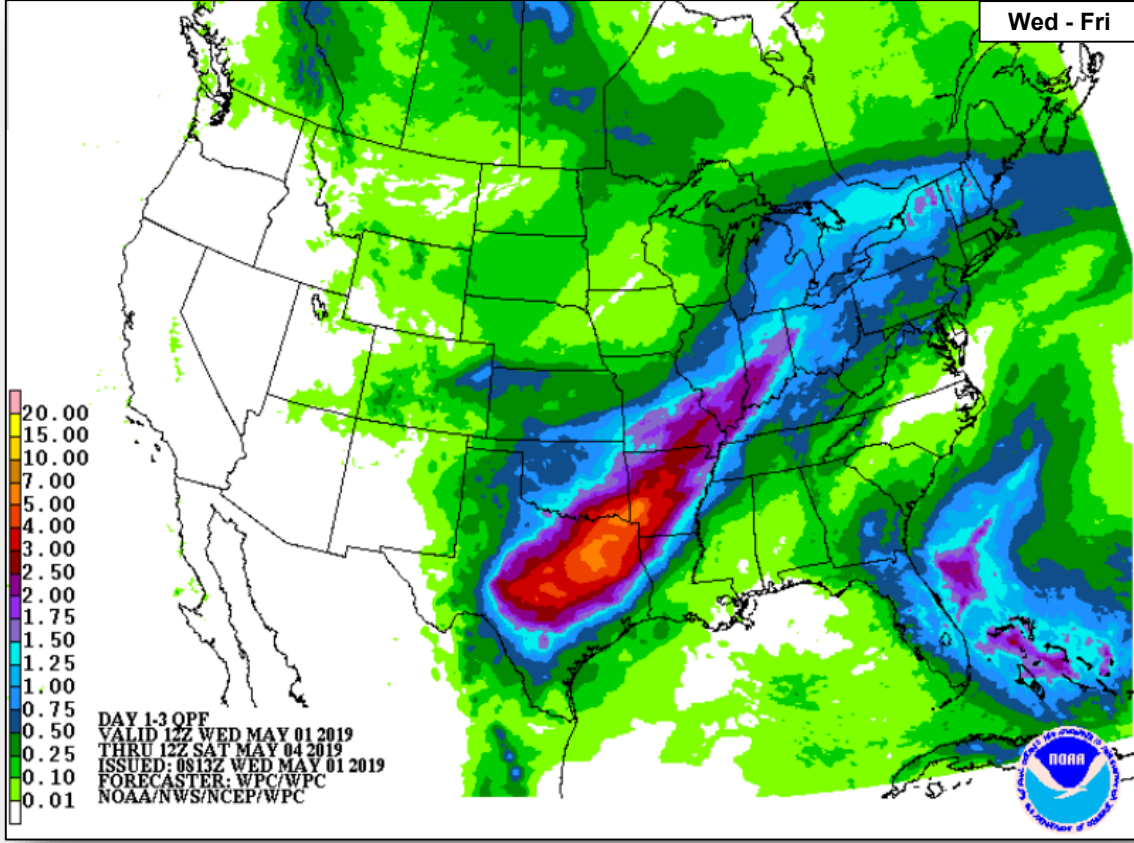 Wed - Fri
20.00
15.00
10.00
7.00
5.00
4.00
3.00
2.50
2.00
1.75
1.50
1.25
1.00
0.75
0.50
0.25
0.10
0.01
DAY 1-3 QPF
VALID 12Z WED MAY 01 2019
THRU 12Z SAT MAY 04 2019
ISSUED: 0813Z WED MAY 01 2019
FORECASTER: WPC/WPC
NOAA/NWS/NCEP/WPC
NOAA